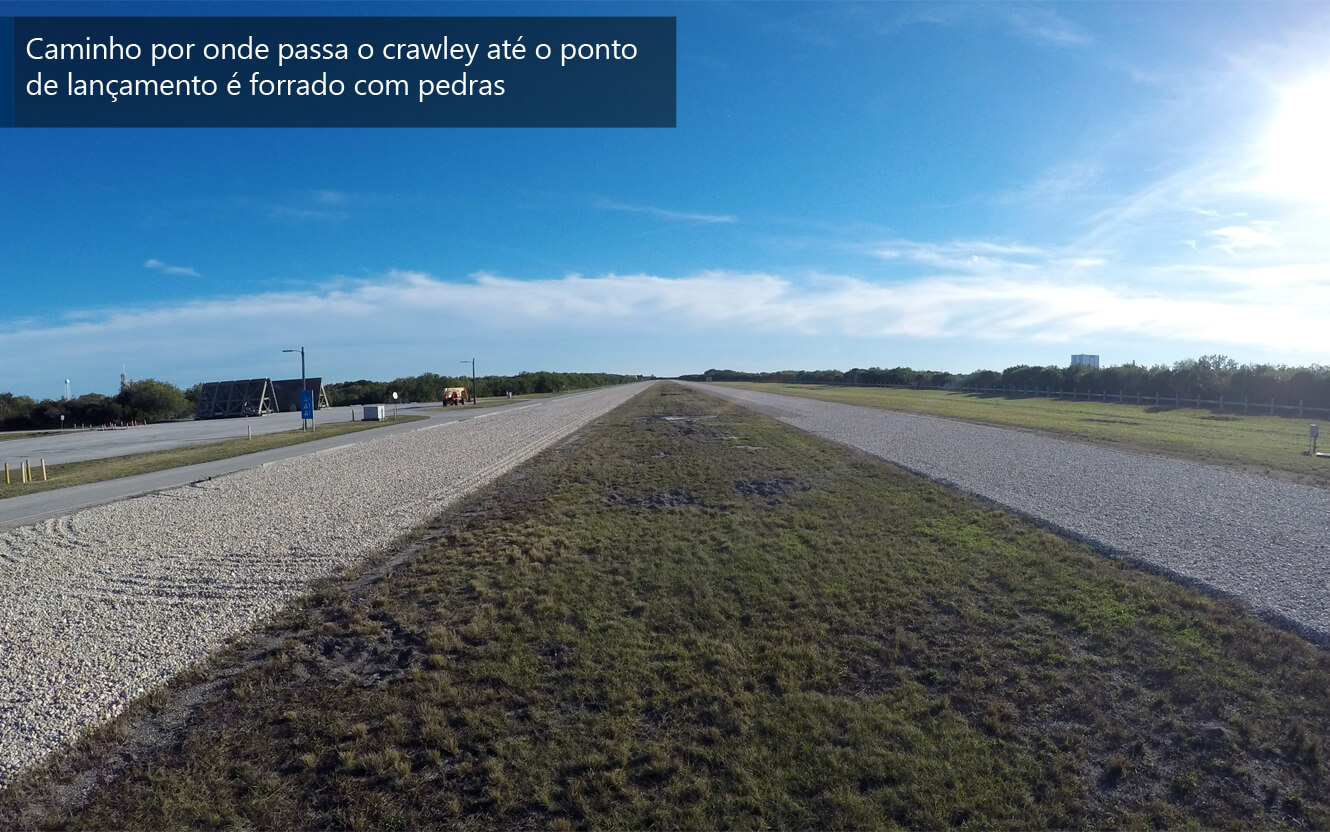 Caminho por onde passa o crawley até o ponto
de lançamento é forrado com pedras